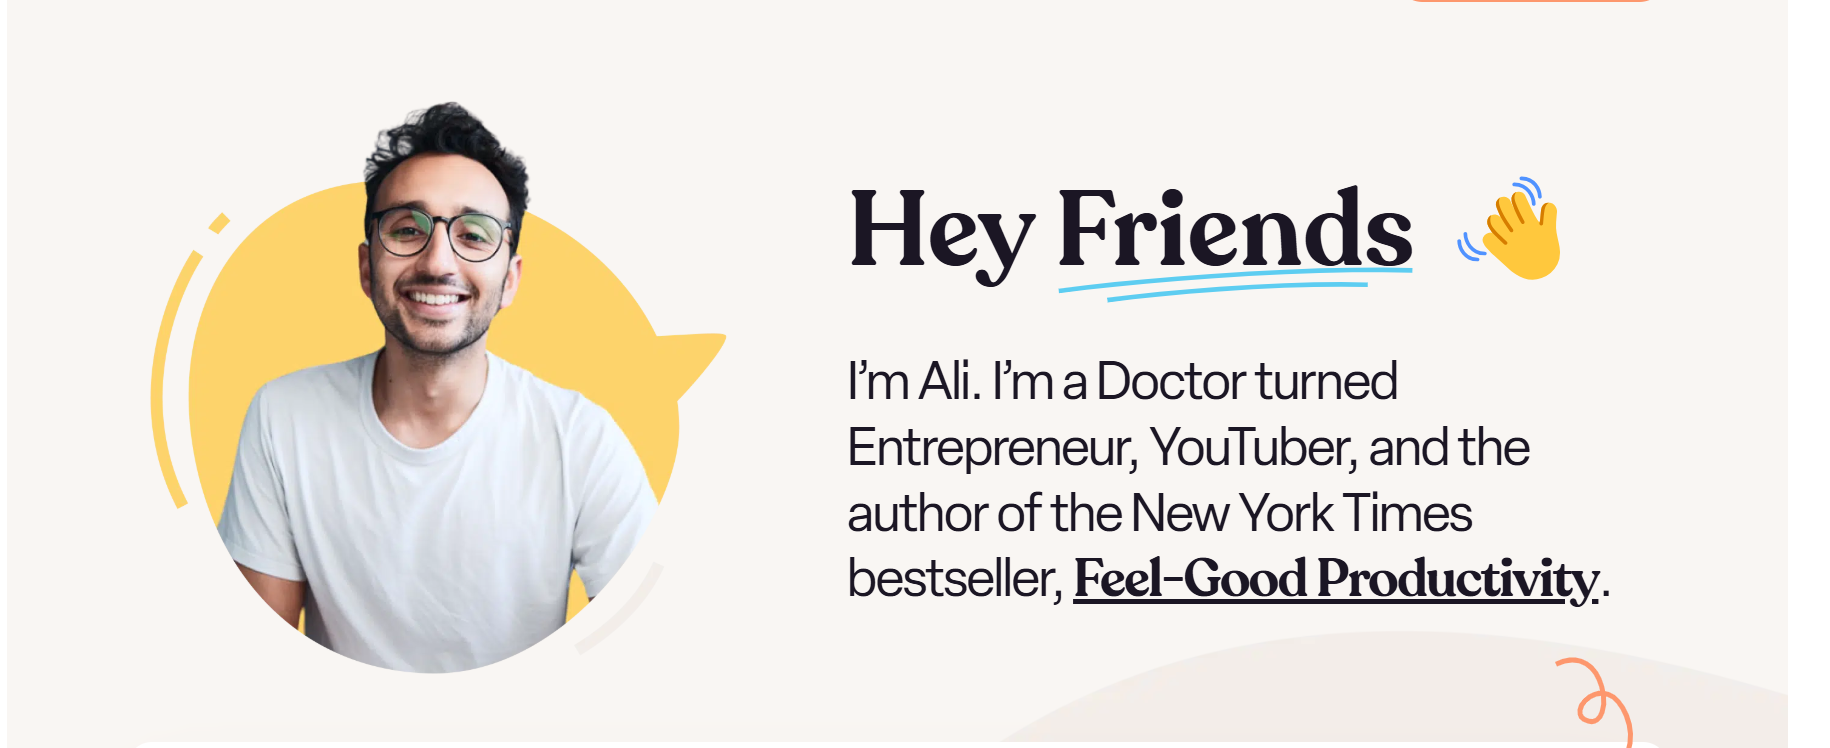 Hey Friends
I’m Ali. I’m a Doctor turned
Entrepreneur, YouTuber, and the
author of the New York Times
bestseller, Feel-Good Productivity.